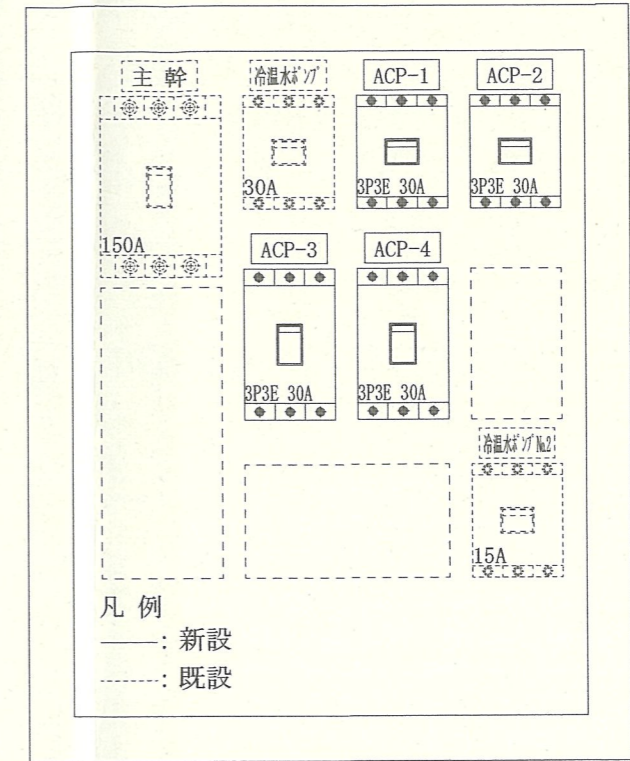 主 幹
冷温水ﾎﾟﾝﾌﾟ
ACP-1
ACP-2
30A
3P3E 30A
3P3E 30A
150A
ACP-3
ACP-4
3P3E 30A
3P3E 30A
冷温水ﾎﾟﾝﾌﾟ№2
15A
凡 例
―――: 新設
--------: 既設